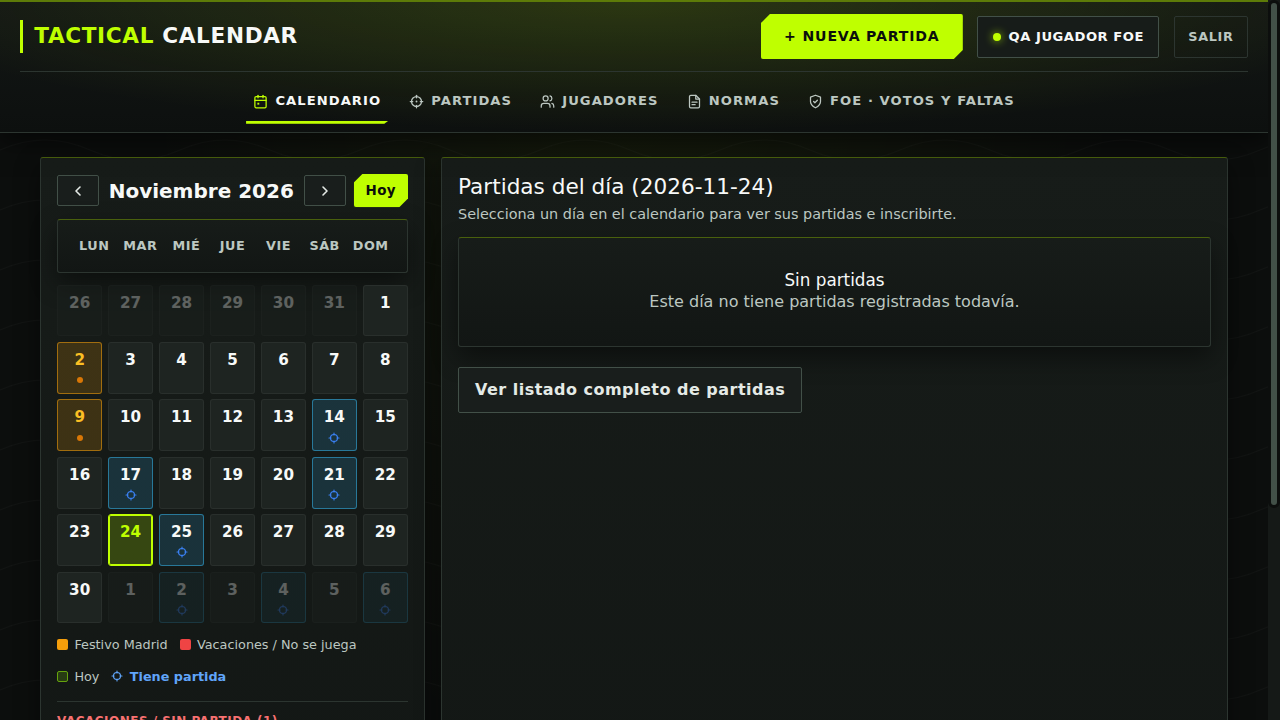 TACTICAL CALENDAR
+ NUEVA PARTIDA
QA JUGADOR FOE
SALIR
CALENDARIO
PARTIDAS
JUGADORES
NORMAS
FOE · VOTOS Y FALTAS
Noviembre 2026
Hoy
LUN MAR MIÉ JUE VIE SÁB DOM
26 27 28 29 30 31 1
2 3 4 5 6 7 8
9 10 11 12 13 14 15
16 17 18 19 20 21 22
23 24 25 26 27 28 29
30 1 2 3 4 5 6
Festivo Madrid
Vacaciones / No se juega
Hoy
Tiene partida
VACACIONES / SIN PARTIDA (1)
Partidas del día (2026-11-24)
Selecciona un día en el calendario para ver sus partidas e inscribirte.
Sin partidas
Este día no tiene partidas registradas todavía.
Ver listado completo de partidas